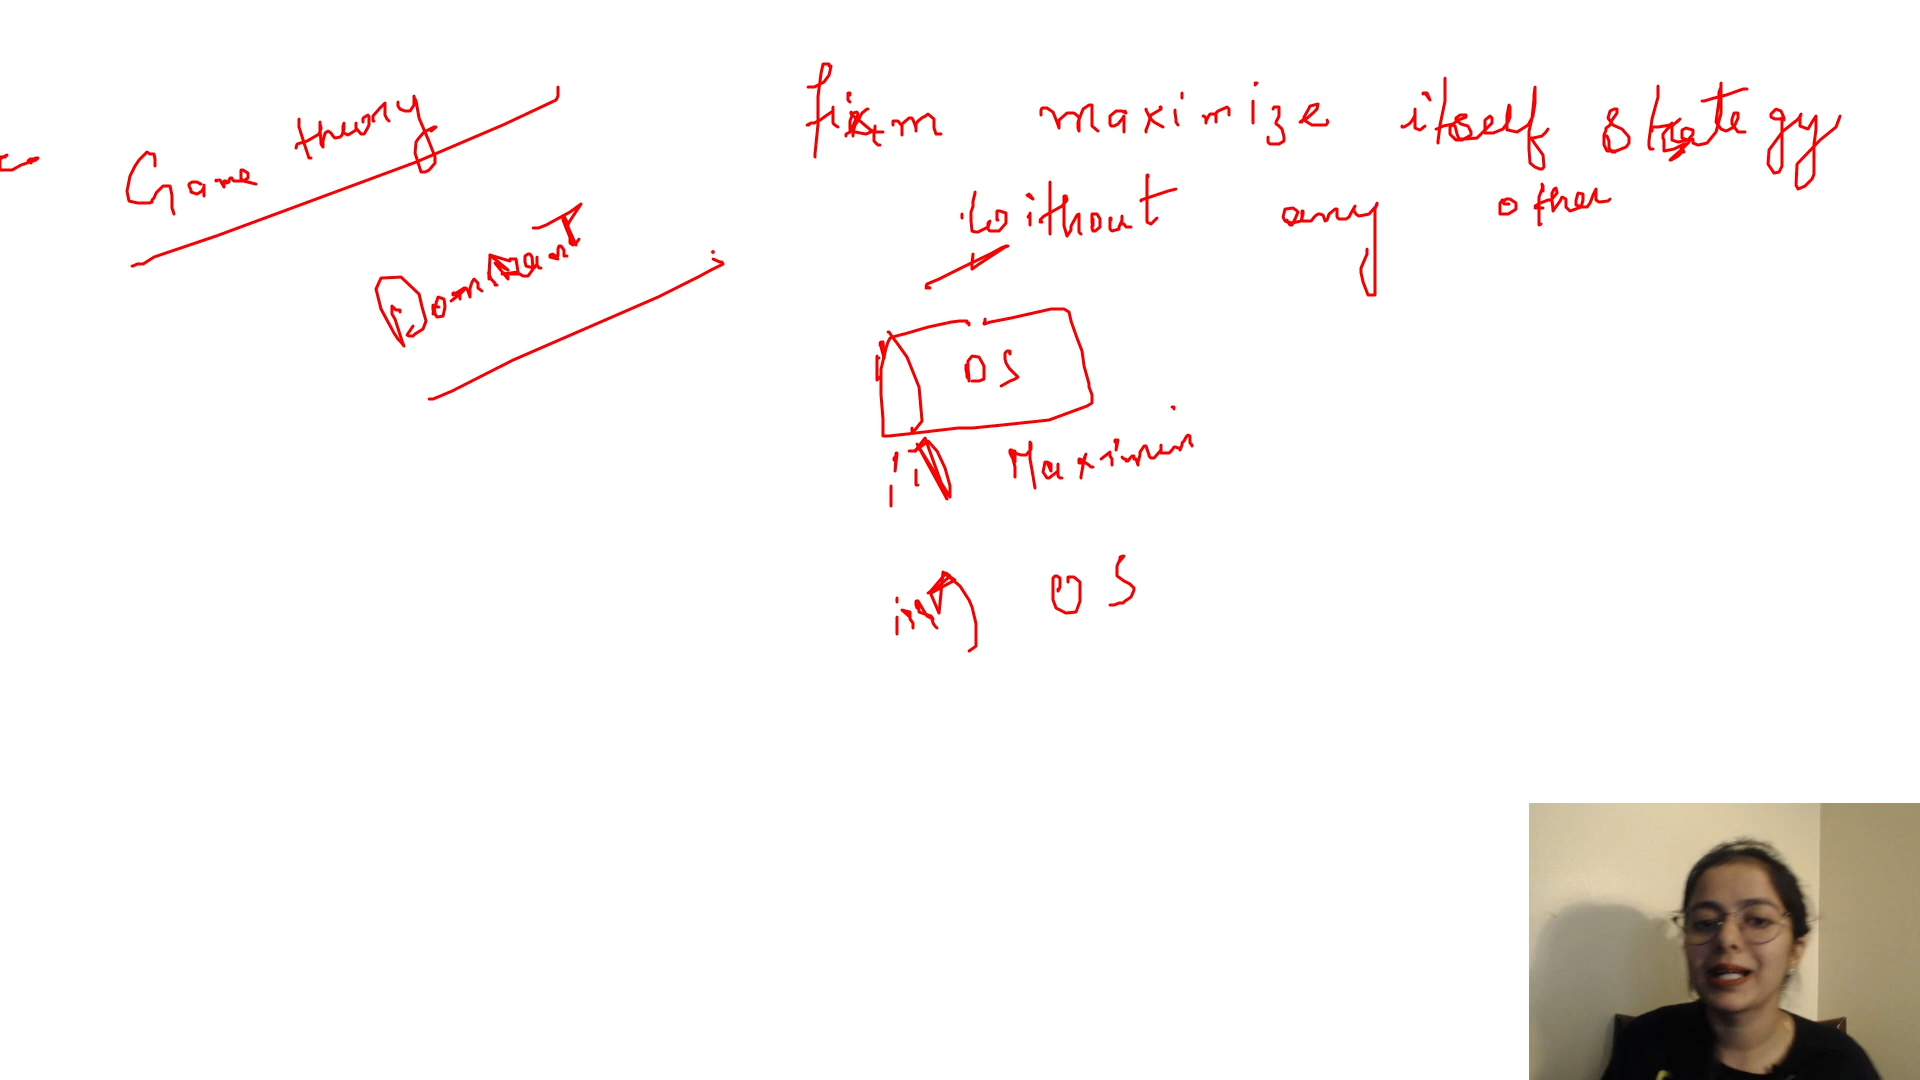 Game theory
Dominant
firm maximize itself strategy
without any other
OS
ii) Maximin
iii) OS